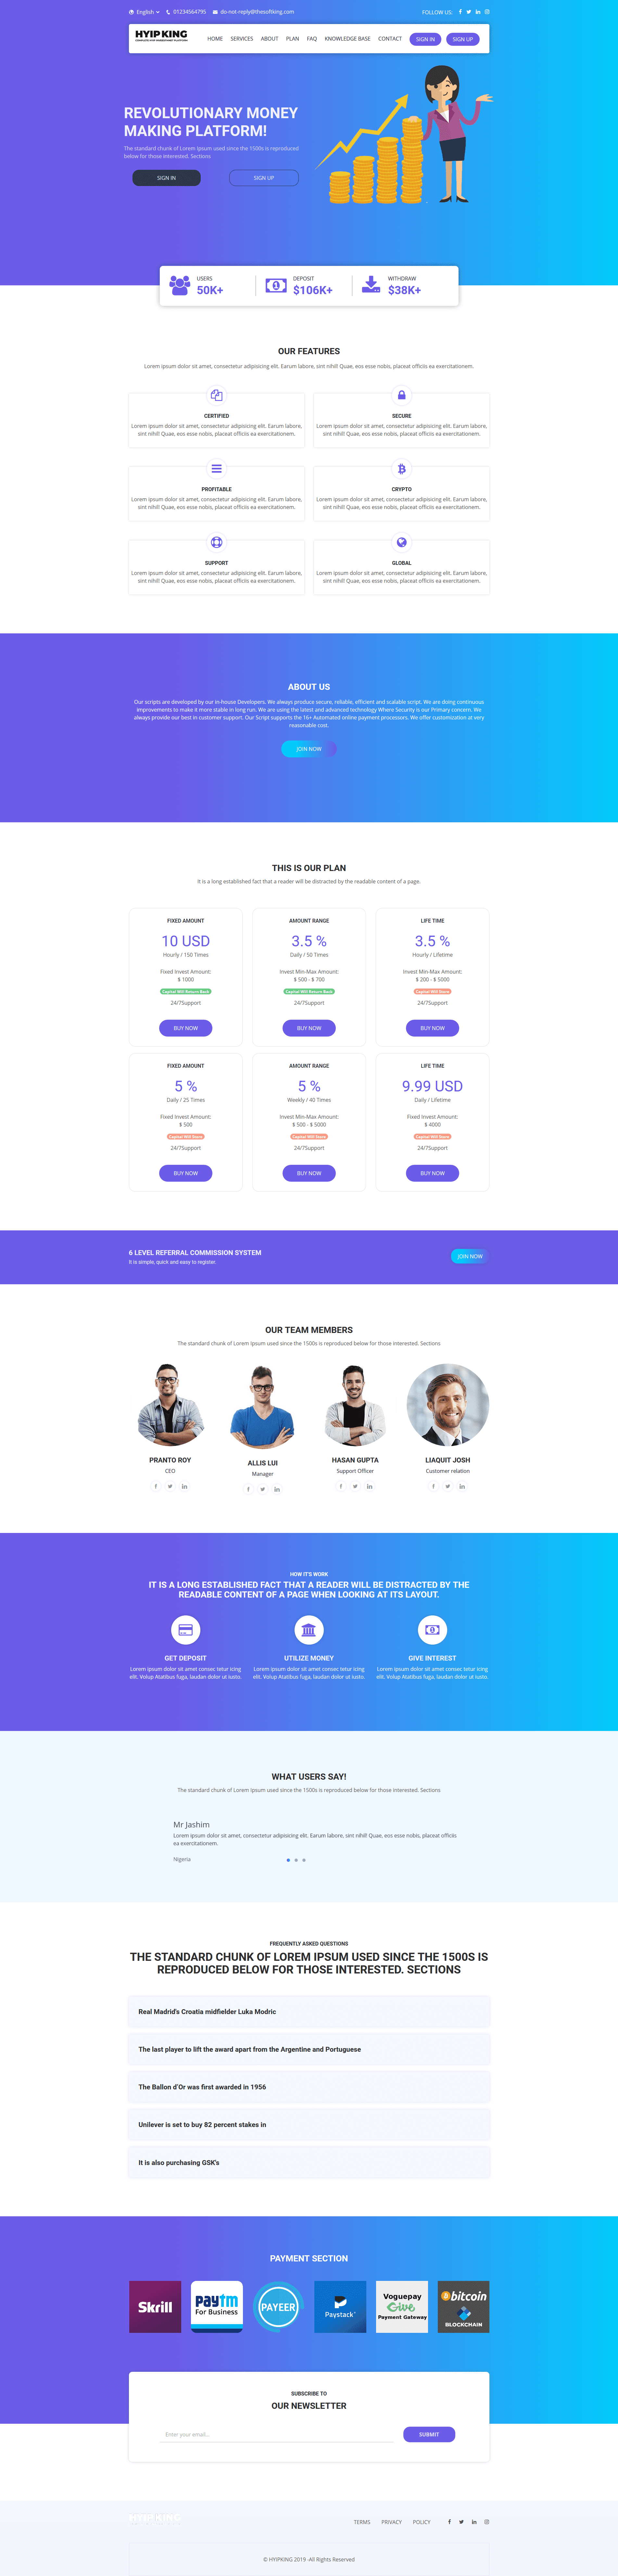 English
01234564795
do-not-reply@thesoftking.com
FOLLOW US:
HYIP KING
COMPLETE HYIP INVESTMENT PLATFORM
HOME SERVICES ABOUT PLAN FAQ KNOWLEDGE BASE CONTACT SIGN IN SIGN UP
REVOLUTIONARY MONEY
MAKING PLATFORM!
The standard chunk of Lorem Ipsum used since the 1500s is reproduced
below for those interested. Sections
SIGN IN SIGN UP
USERS
50K+
DEPOSIT
$106K+
WITHDRAW
$38K+
OUR FEATURES
Lorem ipsum dolor sit amet, consectetur adipisicing elit. Earum labore, sint nihil! Quae, eos esse nobis, placeat officiis ea exercitationem.
CERTIFIED
Lorem ipsum dolor sit amet, consectetur adipisicing elit. Earum labore,
sint nihil! Quae, eos esse nobis, placeat officiis ea exercitationem.
SECURE
Lorem ipsum dolor sit amet, consectetur adipisicing elit. Earum labore,
sint nihil! Quae, eos esse nobis, placeat officiis ea exercitationem.
PROFITABLE
Lorem ipsum dolor sit amet, consectetur adipisicing elit. Earum labore,
sint nihil! Quae, eos esse nobis, placeat officiis ea exercitationem.
CRYPTO
Lorem ipsum dolor sit amet, consectetur adipisicing elit. Earum labore,
sint nihil! Quae, eos esse nobis, placeat officiis ea exercitationem.
SUPPORT
Lorem ipsum dolor sit amet, consectetur adipisicing elit. Earum labore,
sint nihil! Quae, eos esse nobis, placeat officiis ea exercitationem.
GLOBAL
Lorem ipsum dolor sit amet, consectetur adipisicing elit. Earum labore,
sint nihil! Quae, eos esse nobis, placeat officiis ea exercitationem.
ABOUT US
Our scripts are developed by our in-house Developers. We always produce secure, reliable, efficient and scalable script. We are doing continuous
improvements to make it more stable in long run. We are using the latest and advanced technology Where Security is our Primary concern. We
always provide our best in customer support. Our Script supports the 16+ Automated online payment processors. We offer customization at very
reasonable cost.
JOIN NOW
THIS IS OUR PLAN
It is a long established fact that a reader will be distracted by the readable content of a page.
FIXED AMOUNT
10 USD
Hourly / 150 Times
Fixed Invest Amount:
$ 1000
Capital Will Return Back
24/7Support
BUY NOW
AMOUNT RANGE
3.5 %
Daily / 50 Times
Invest Min-Max Amount:
$ 500 - $ 700
Capital Will Return Back
24/7Support
BUY NOW
LIFE TIME
3.5 %
Hourly / Lifetime
Invest Min-Max Amount:
$ 200 - $ 5000
Capital Will Store
24/7Support
BUY NOW
FIXED AMOUNT
5 %
Daily / 25 Times
Fixed Invest Amount:
$ 500
Capital Will Store
24/7Support
BUY NOW
AMOUNT RANGE
5 %
Weekly / 40 Times
Invest Min-Max Amount:
$ 500 - $ 5000
Capital Will Store
24/7Support
BUY NOW
LIFE TIME
9.99 USD
Daily / Lifetime
Fixed Invest Amount:
$ 4000
Capital Will Store
24/7Support
BUY NOW
6 LEVEL REFERRAL COMMISSION SYSTEM
It is simple, quick and easy to register.
JOIN NOW
OUR TEAM MEMBERS
The standard chunk of Lorem Ipsum used since the 1500s is reproduced below for those interested. Sections
PRANTO ROY
CEO
ALLIS LUI
Manager
HASAN GUPTA
Support Officer
LIAQUIT JOSH
Customer relation
HOW IT'S WORK
IT IS A LONG ESTABLISHED FACT THAT A READER WILL BE DISTRACTED BY THE
READABLE CONTENT OF A PAGE WHEN LOOKING AT ITS LAYOUT.
GET DEPOSIT
Lorem ipsum dolor sit amet consec tetur icing
elit. Volup Atatibus fuga, laudan dolor ut iusto.
UTILIZE MONEY
Lorem ipsum dolor sit amet consec tetur icing
elit. Volup Atatibus fuga, laudan dolor ut iusto.
GIVE INTEREST
Lorem ipsum dolor sit amet consec tetur icing
elit. Volup Atatibus fuga, laudan dolor ut iusto.
WHAT USERS SAY!
The standard chunk of Lorem Ipsum used since the 1500s is reproduced below for those interested. Sections
Mr Jashim
Lorem ipsum dolor sit amet, consectetur adipisicing elit. Earum labore, sint nihil! Quae, eos esse nobis, placeat officiis
ea exercitationem.
Nigeria
FREQUENTLY ASKED QUESTIONS
THE STANDARD CHUNK OF LOREM IPSUM USED SINCE THE 1500S IS
REPRODUCED BELOW FOR THOSE INTERESTED. SECTIONS
Real Madrid's Croatia midfielder Luka Modric
The last player to lift the award apart from the Argentine and Portuguese
The Ballon d'Or was first awarded in 1956
Unilever is set to buy 82 percent stakes in
It is also purchasing GSK's
PAYMENT SECTION
Skrill
paytm
For Business
PAYEER
Paystack
Voguepay
Give
Payment Gateway
bitcoin
BLOCKCHAIN
SUBSCRIBE TO
OUR NEWSLETTER
Enter your email...
SUBMIT
HYIP KING
TERMS PRIVACY POLICY
© HYIPKING 2019 -All Rights Reserved